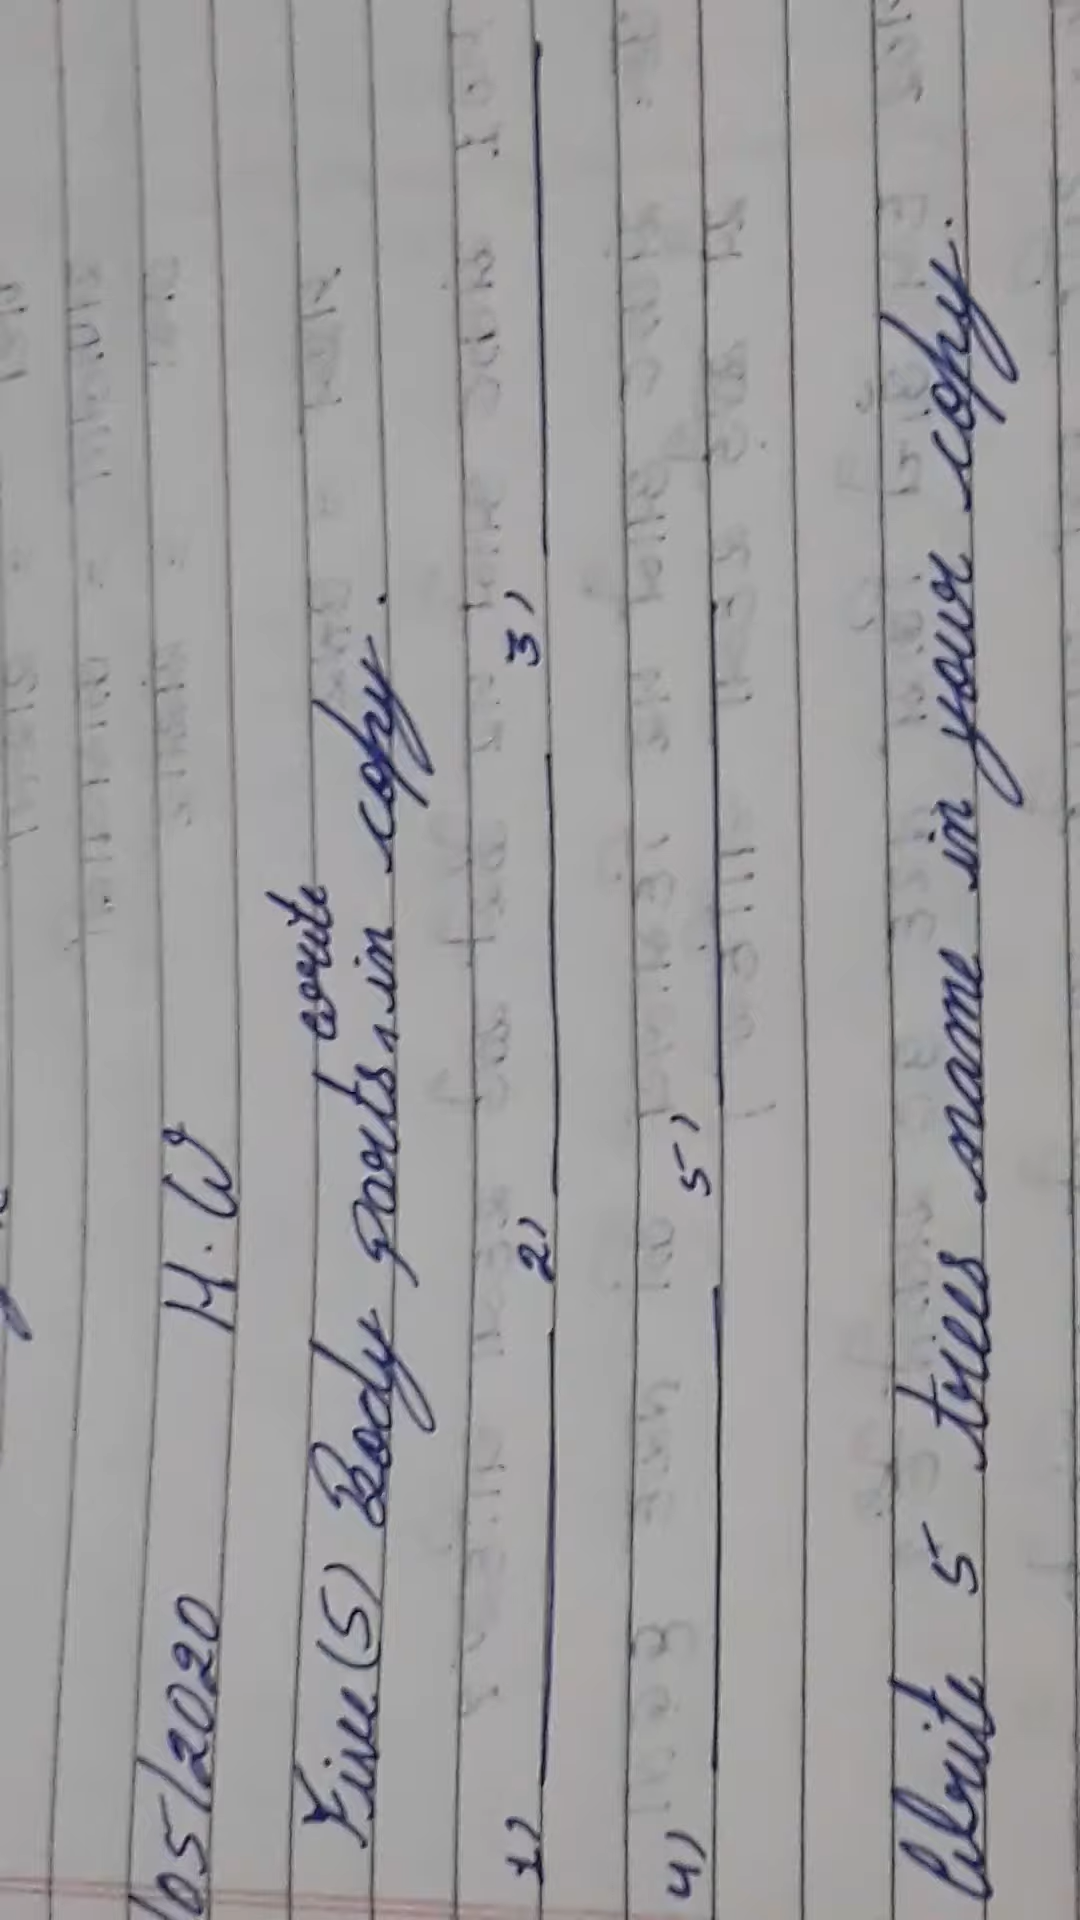 /05/2020 H.W
write
Five (5) Body parts, in copy.
1) 2) 3)
4) 5)
Write 5 trees name in your copy.